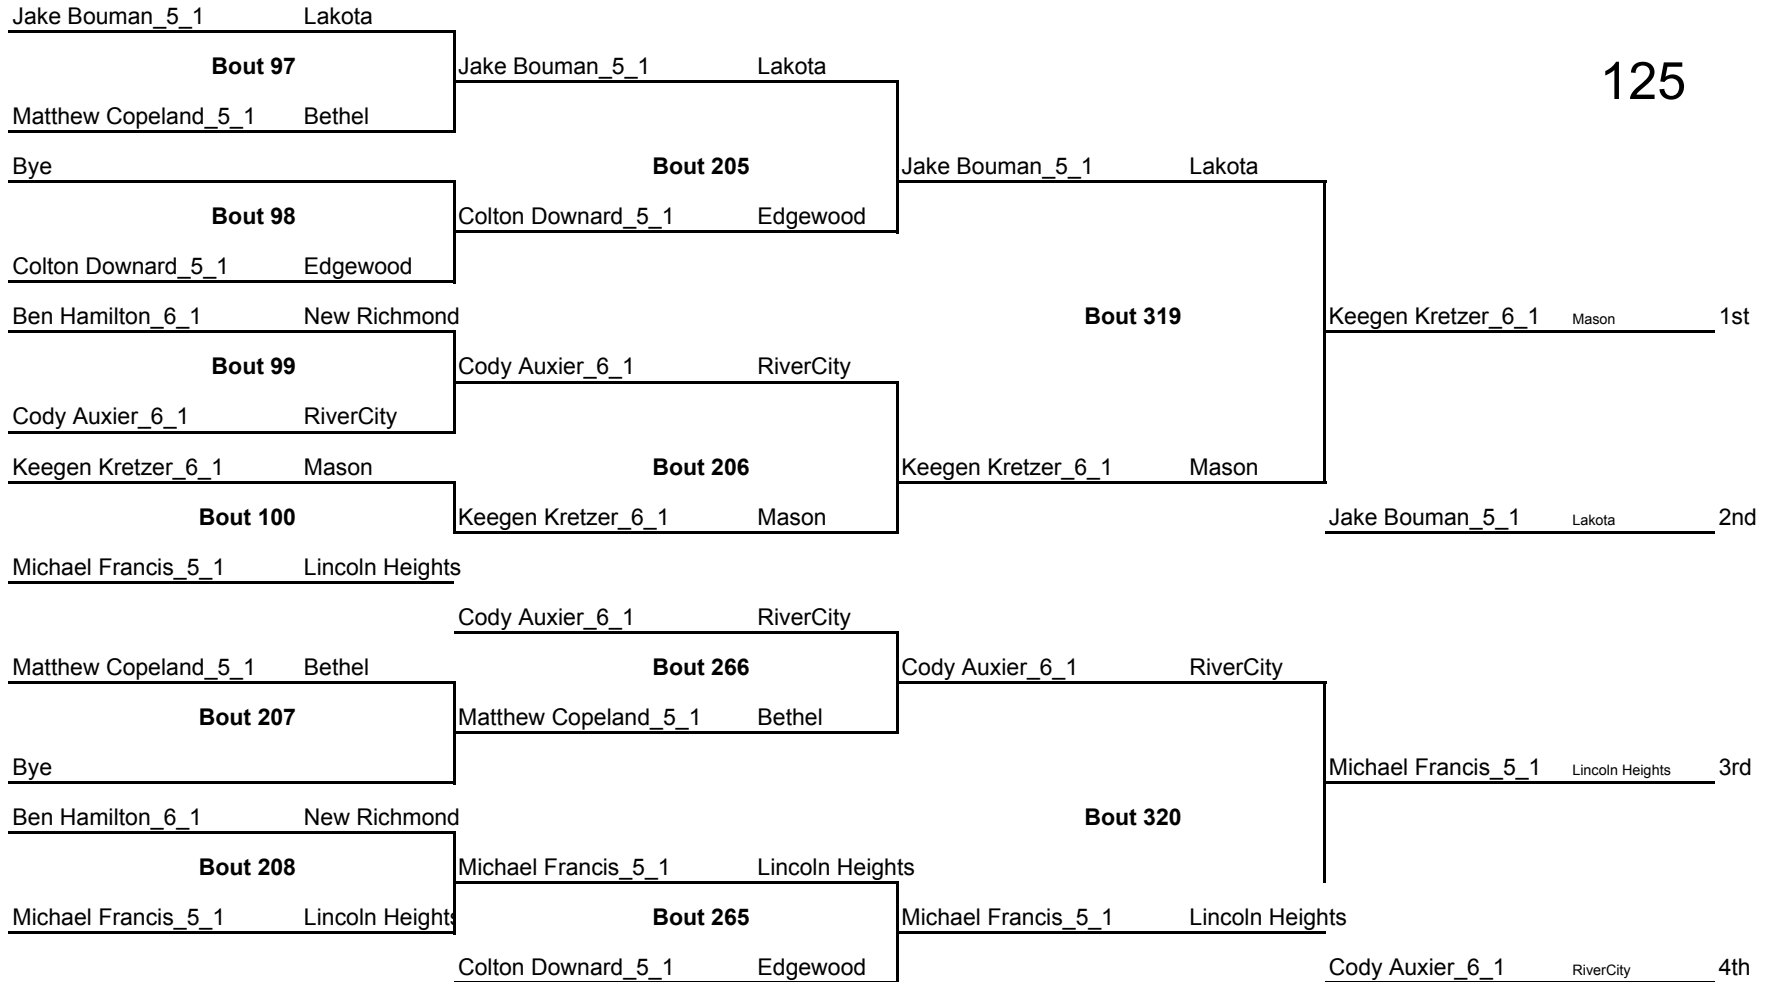 Jake Bouman_5_1 Lakota
Bout 97 Jake Bouman_5_1 Lakota 125
Matthew Copeland_5_1 Bethel
Bye Bout 205 Jake Bouman_5_1 Lakota
Bout 98 Colton Downard_5_1 Edgewood
Colton Downard_5_1 Edgewood
Ben Hamilton_6_1 New Richmond Bout 319 Keegen Kretzer_6_1 Mason 1st
Bout 99 Cody Auxier_6_1 RiverCity
Cody Auxier_6_1 RiverCity
Keegen Kretzer_6_1 Mason Bout 206 Keegen Kretzer_6_1 Mason
Bout 100 Keegen Kretzer_6_1 Mason Jake Bouman_5_1 Lakota 2nd
Michael Francis_5_1 Lincoln Heights
Cody Auxier_6_1 RiverCity
Matthew Copeland_5_1 Bethel Bout 266 Cody Auxier_6_1 RiverCity
Bout 207 Matthew Copeland_5_1 Bethel
Bye Michael Francis_5_1 Lincoln Heights 3rd
Ben Hamilton_6_1 New Richmond Bout 320
Bout 208 Michael Francis_5_1 Lincoln Heights
Michael Francis_5_1 Lincoln Heights Bout 265 Michael Francis_5_1 Lincoln Heights
Colton Downard_5_1 Edgewood Cody Auxier_6_1 RiverCity 4th